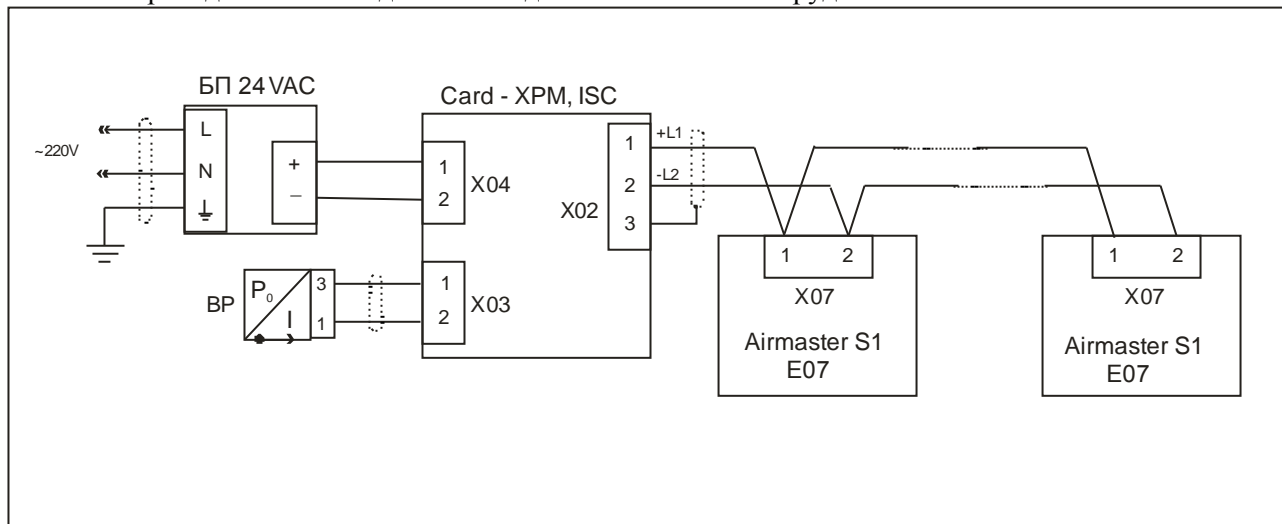 БП 24 VAC
Card - XPM, ISC
~220V
L
N
+
–
1
2
X04
X02
1
2
3
+L1
-L2
BP
P₀
I
3
1
1
2
X03
1 2
X07
Airmaster S1
E07
1 2
X07
Airmaster S1
E07